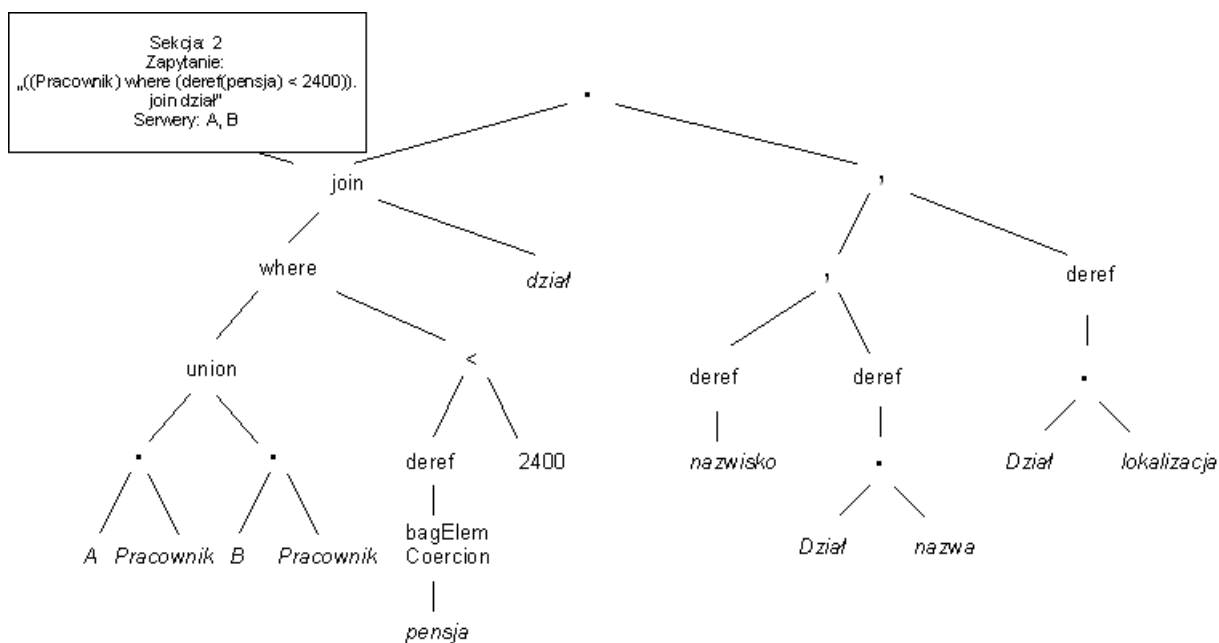 Sekcja: 2
Zapytanie:
„((Pracownik) where (deref(pensja) < 2400)).
join dział"
Serwery: A, B
.
join
,
where
dział
,
deref
union
<
deref
deref
.
.
.
deref
2400
nazwisko
.
Dział
lokalizacja
A
Pracownik
B
Pracownik
bagElem
Coercion
Dział
nazwa
pensja